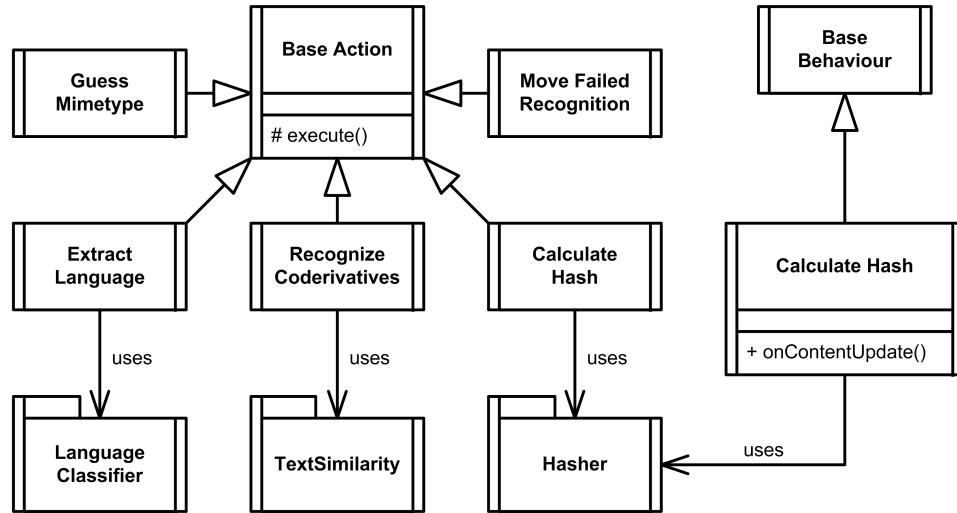 Base Action
# execute()
Guess
Mimetype
Move Failed
Recognition
Base
Behaviour
Extract
Language
Recognize
Coderivatives
Calculate
Hash
Calculate Hash
+ onContentUpdate()
uses
uses
uses
uses
Language
Classifier
TextSimilarity
Hasher